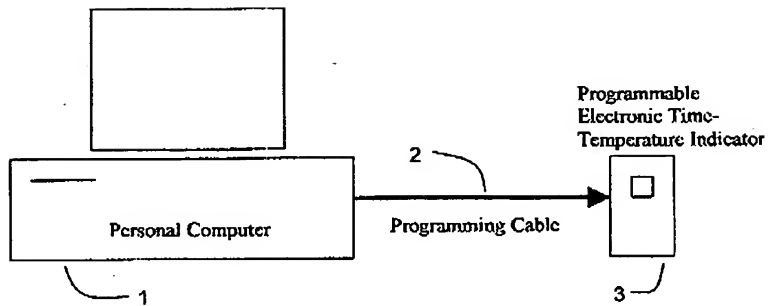 Programmable
Electronic Time-
Temperature Indicator
2
Personal Computer
Programming Cable
1
3